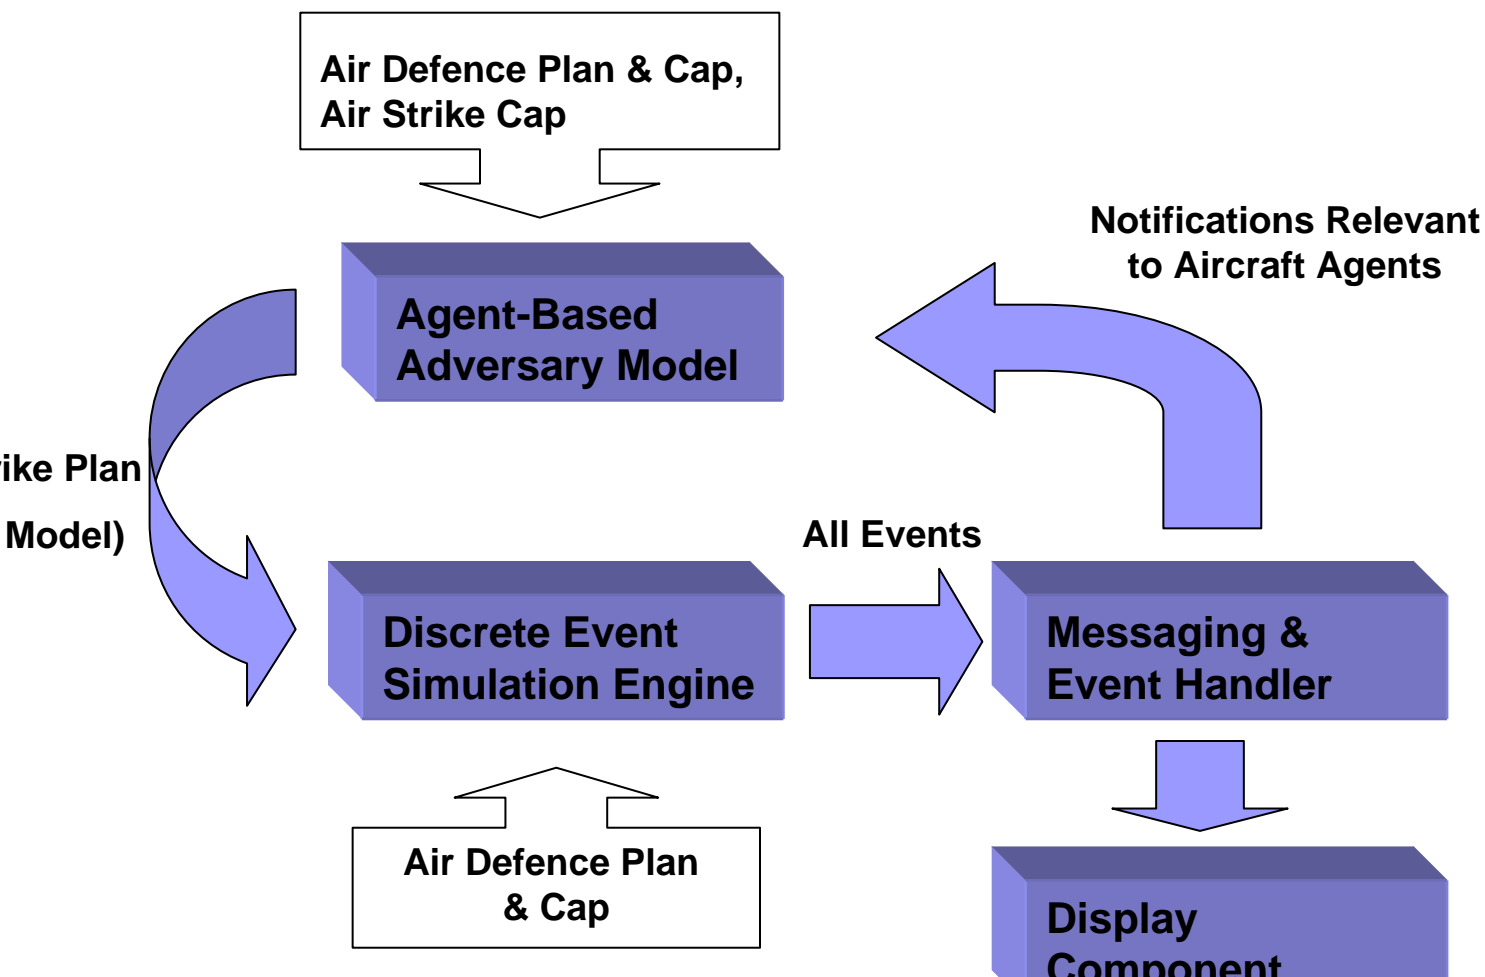 Air Defence Plan & Cap,
Air Strike Cap
Notifications Relevant
to Aircraft Agents
Agent-Based
Adversary Model
Plan
Model)
All Events
Discrete Event
Simulation Engine
Messaging &
Event Handler
Air Defence Plan
& Cap
Display
Component